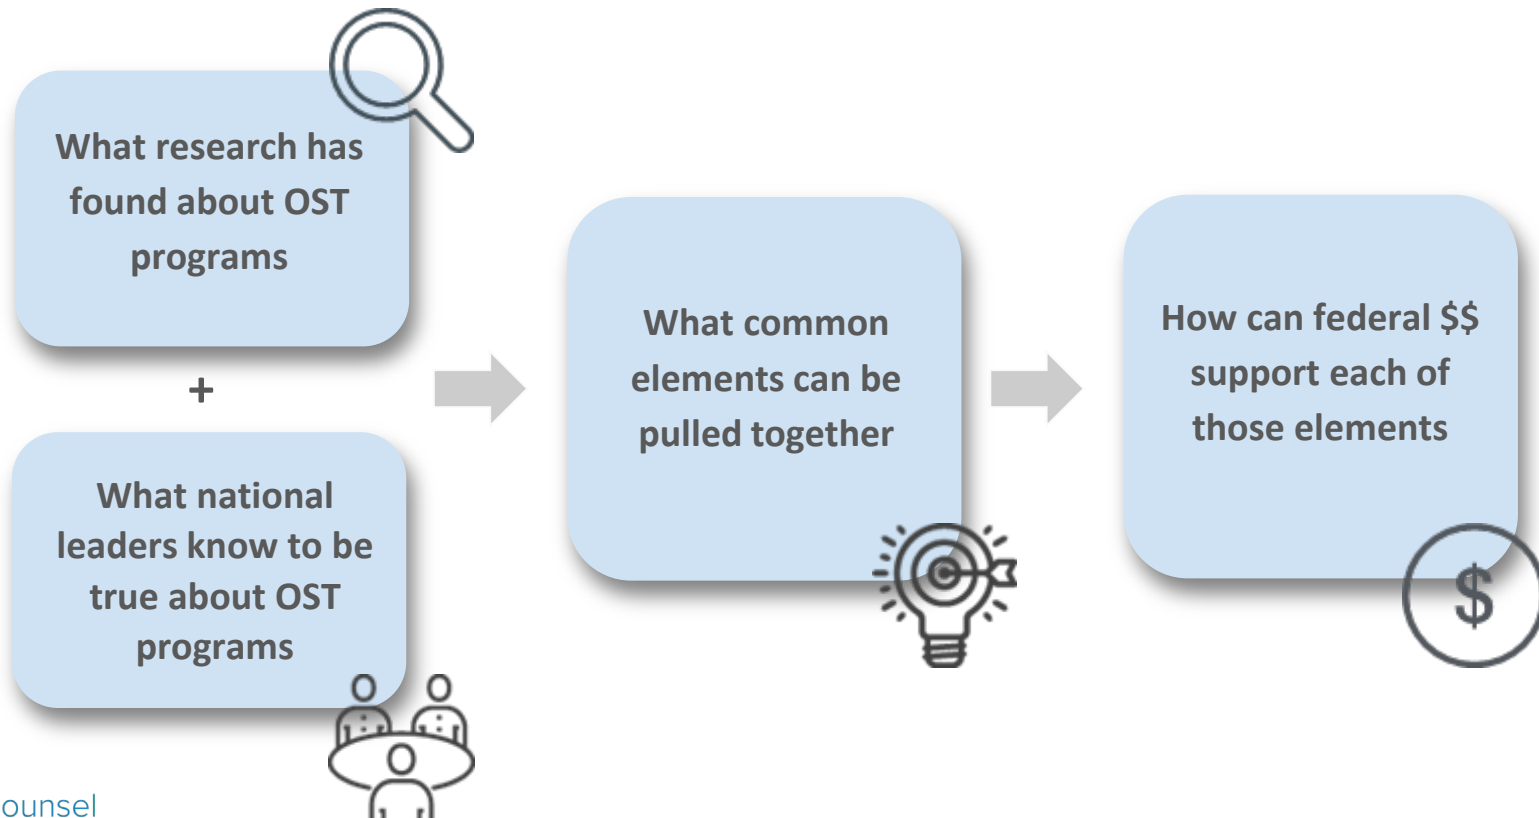 What research has
found about OST
programs
+
What national
leaders know to be
true about OST
programs
What common
elements can be
pulled together
How can federal $$
support each of
those elements
$
ounsel